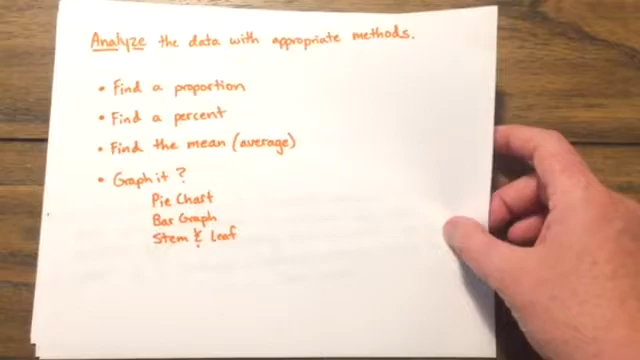 Analyze the data with appropriate methods.
• Find a proportion
• Find a percent
• Find the mean (average)
• Graph it ?
Pie Chart
Bar Graph
Stem & Leaf